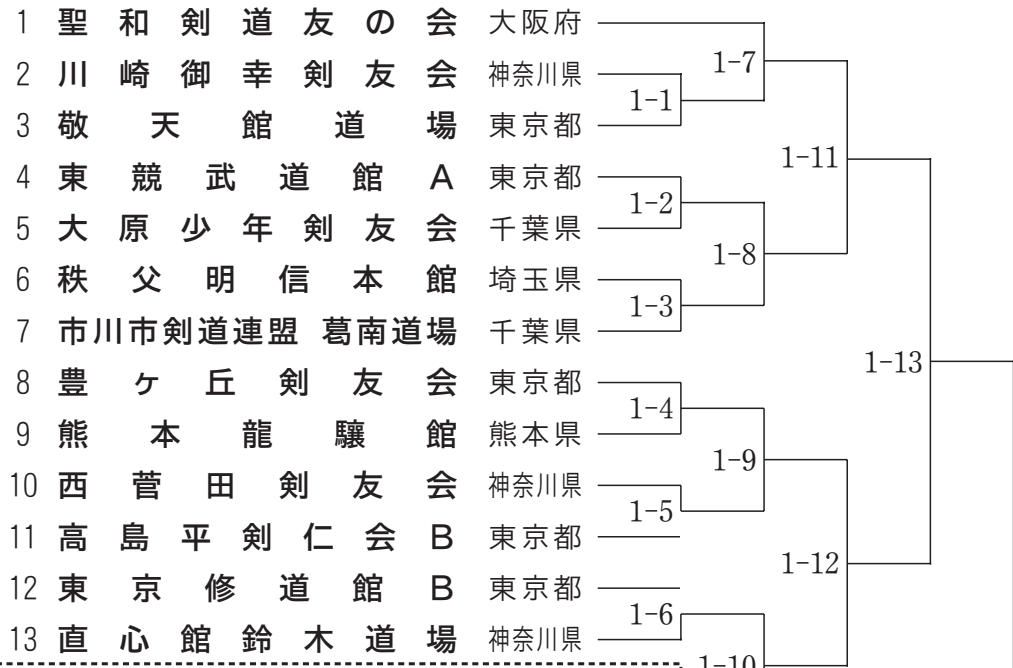 1 聖和剣道友の会 大阪府
2 川崎御幸剣友会 神奈川県
3 敬天館道場 東京都
4 東競武道館A 東京都
5 大原少年剣友会 千葉県
6 秩父明信本館 埼玉県
7 市川市剣道連盟 葛南道場 千葉県
8 豊ヶ丘剣友会 東京都
9 熊本龍驤館 熊本県
10 西菅田剣友会 神奈川県
11 高島平剣仁会B 東京都
12 東京修道館B 東京都
13 直心館鈴木道場 神奈川県
1-1
1-2
1-3
1-4
1-5
1-6
1-7
1-8
1-9
1-10
1-11
1-12
1-13